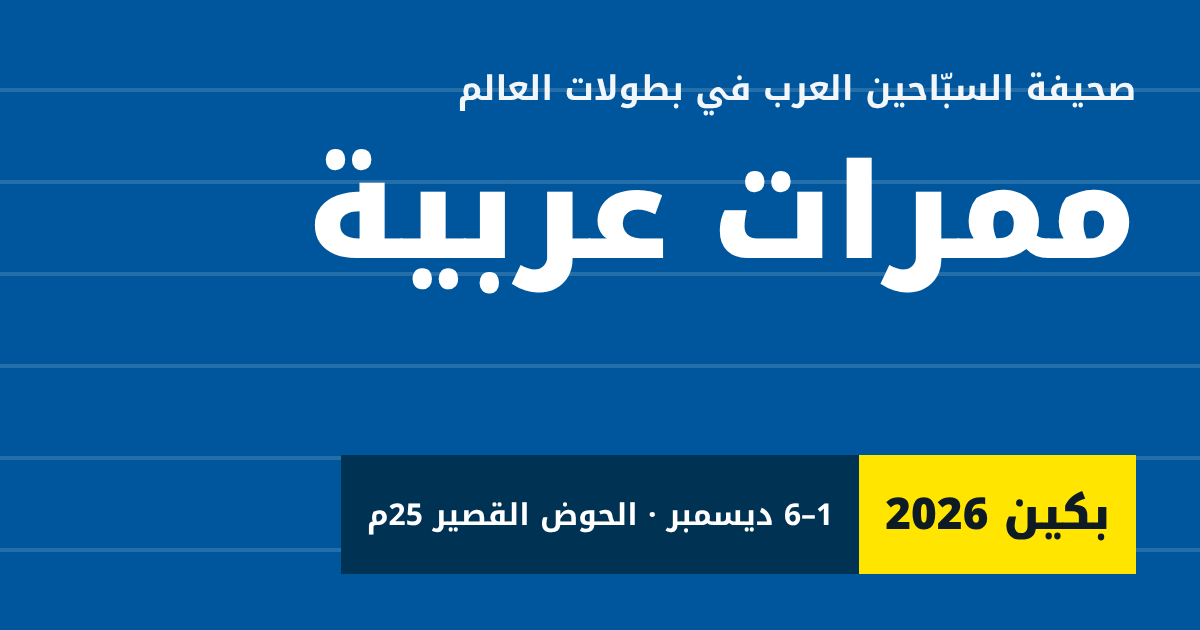 صحيفة السبّاحين العرب في بطولات العالم
ممرات عربية
بكين 2026
1–6 ديسمبر · الحوض القصير 25م